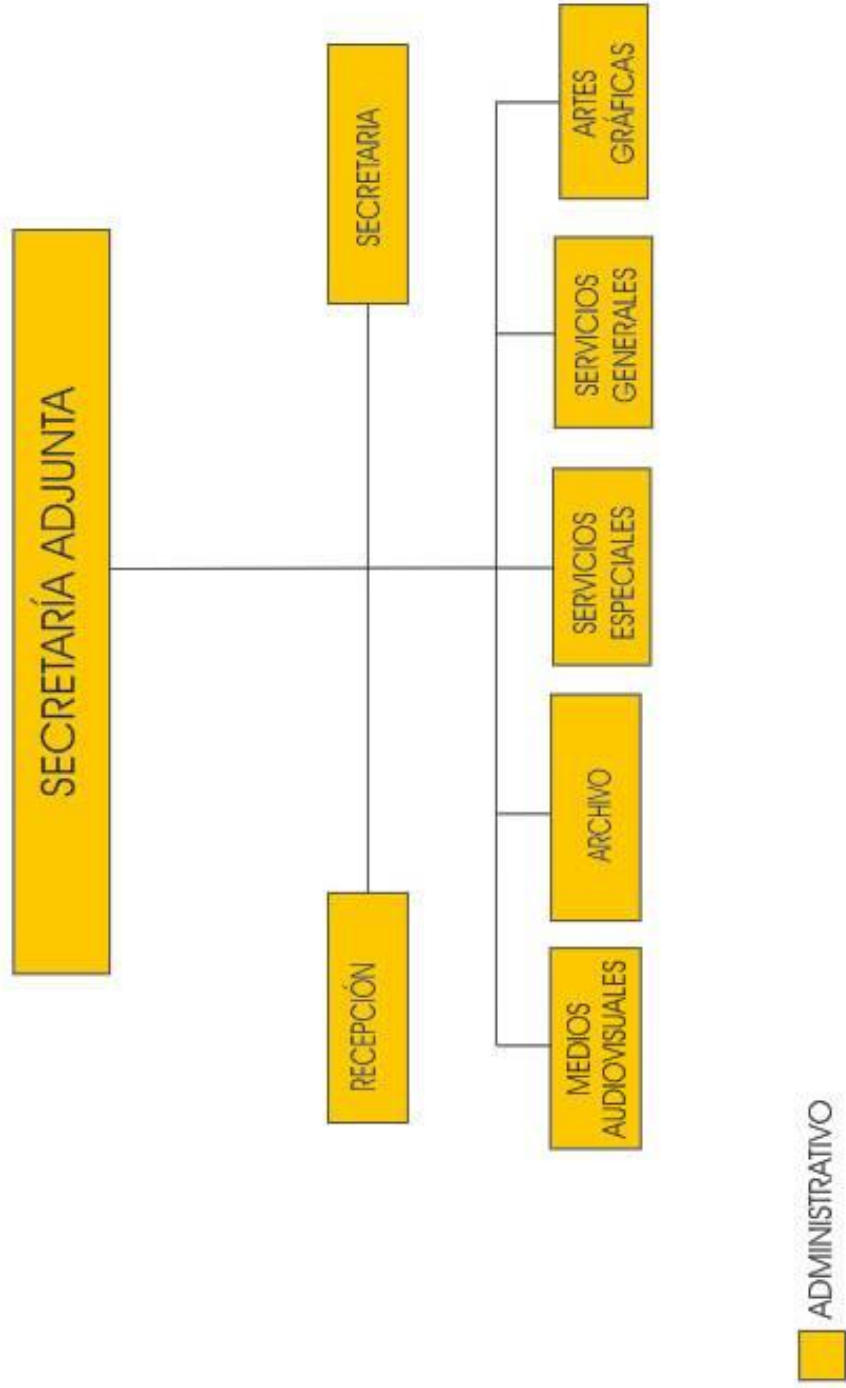 SECRETARÍA ADJUNTA
RECEPCIÓN
SECRETARIA
MEDIOS
AUDIOVISUALES
ARCHIVO
SERVICIOS
ESPECIALES
SERVICIOS
GENERALES
ARTES
GRÁFICAS
ADMINISTRATIVO